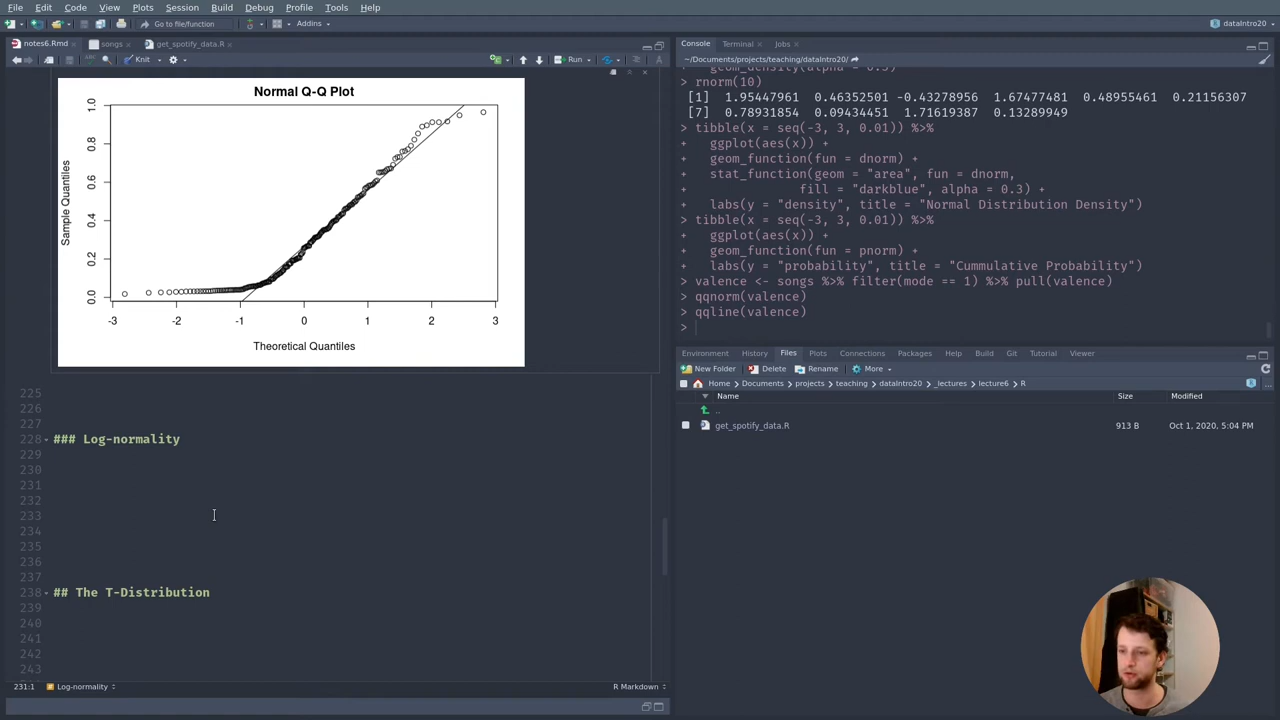 File Edit Code View Plots Session Build Debug Profile Tools Help
Go to file/function Addins dataIntro20
notes6.Rmd songs get_spotify_data.R
Knit Run
Normal Q-Q Plot
Sample Quantiles
1.0
0.8
0.6
0.4
0.2
0.0
-3 -2 -1 0 1 2 3
Theoretical Quantiles
225
226
227
228 ### Log-normality
229
230
231
232
233
234
235
236
237
238 ## The T-Distribution
239
240
241
242
243
231:1 Log-normality R Markdown
Console Terminal Jobs
~/Documents/projects/teaching/dataIntro20/
> rnorm(10)
[1] 1.95447961 0.46352501 -0.43278956 1.67477481 0.48955461 0.21156307
[7] 0.78931854 0.09434451 1.71619387 0.13289949
> tibble(x = seq(-3, 3, 0.01)) %>%
+ ggplot(aes(x)) +
+ geom_function(fun = dnorm) +
+ stat_function(geom = "area", fun = dnorm,
+ fill = "darkblue", alpha = 0.3) +
+ labs(y = "density", title = "Normal Distribution Density")
> tibble(x = seq(-3, 3, 0.01)) %>%
+ ggplot(aes(x)) +
+ geom_function(fun = pnorm) +
+ labs(y = "probability", title = "Cummulative Probability")
> valence <- songs %>% filter(mode == 1) %>% pull(valence)
> qqnorm(valence)
> qqline(valence)
>
Environment History Files Plots Connections Packages Help Build Git Tutorial Viewer
New Folder Delete Rename More
Home Documents projects teaching dataIntro20 _lectures lecture6 R ...
Name Size Modified
..
get_spotify_data.R 913 B Oct 1, 2020, 5:04 PM